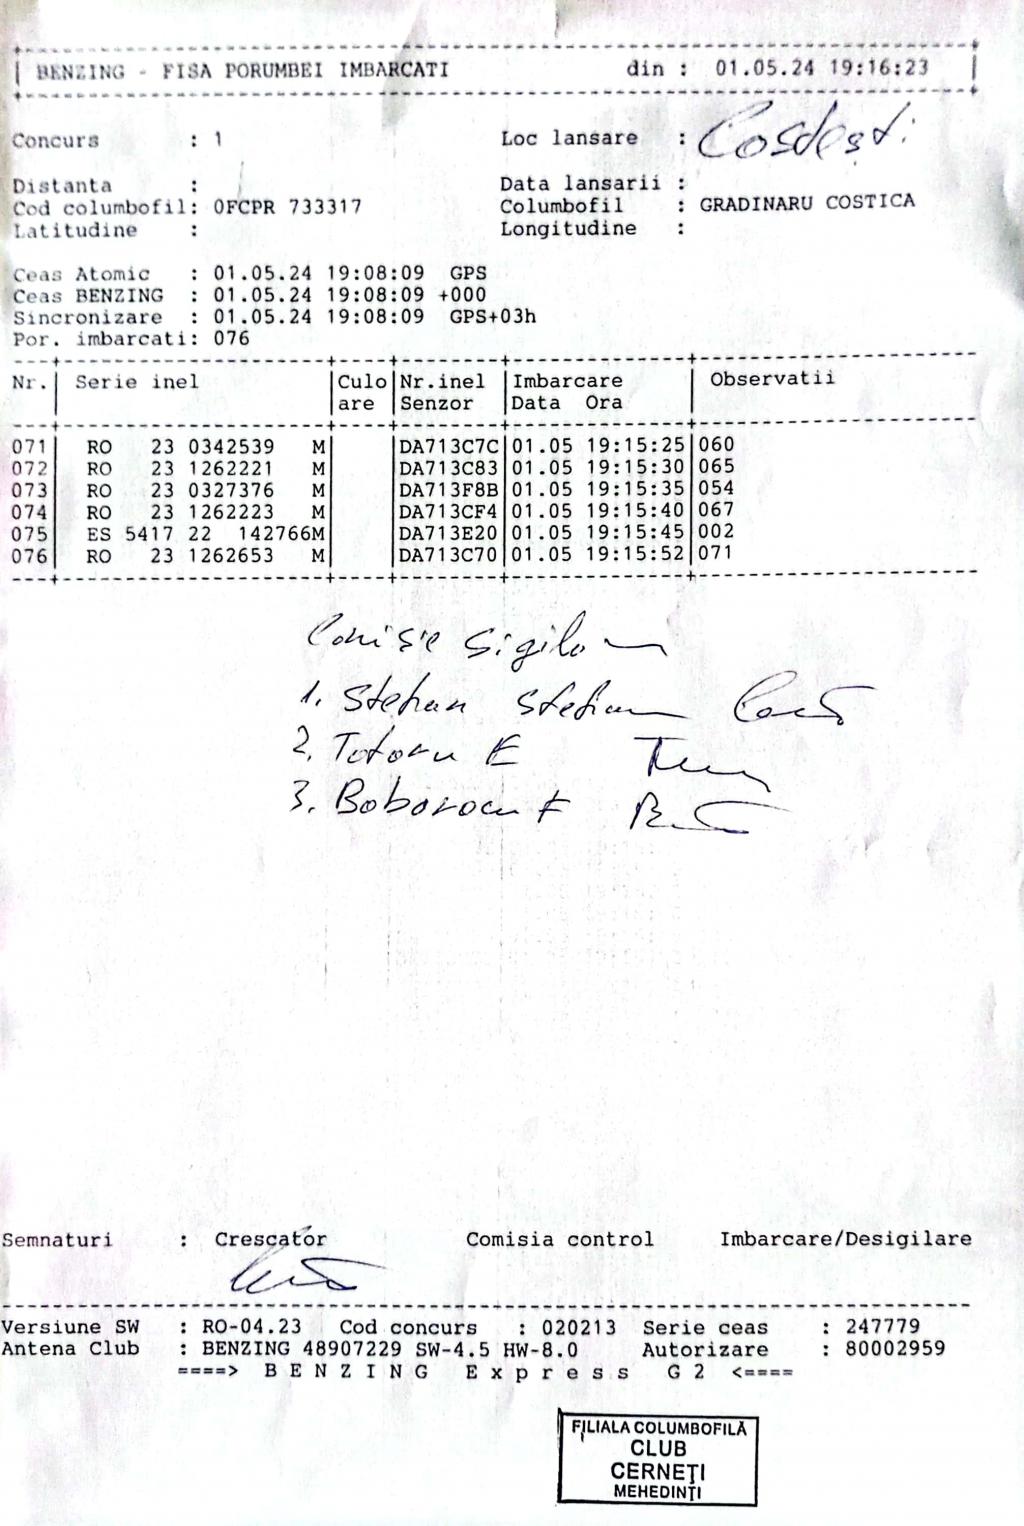 BENZING - FISA PORUMBEI IMBARCATI din : 01.05.24 19:16:23
Concurs : 1 Loc lansare : Costești
Distanta : Data lansarii :
Cod columbofil: OFCPR 733317 Columbofil : GRADINARU COSTICA
Latitudine : Longitudine :
Ceas Atomic : 01.05.24 19:08:09 GPS
Ceas BENZING : 01.05.24 19:08:09 +000
Sincronizare : 01.05.24 19:08:09 GPS+03h
Por. imbarcati: 076
Nr. Serie inel Culo Nr.inel Imbarcare Observatii
are Senzor Data Ora
071 RO 23 0342539 M DA713C7C 01.05 19:15:25 060
072 RO 23 1262221 M DA713C83 01.05 19:15:30 065
073 RO 23 0327376 M DA713F8B 01.05 19:15:35 054
074 RO 23 1262223 M DA713CF4 01.05 19:15:40 067
075 ES 5417 22 142766M DA713E20 01.05 19:15:45 002
076 RO 23 1262653 M DA713C70 01.05 19:15:52 071
Comisie
1. Stefan Stefan
2. E
3. F
Semnaturi : Crescator Comisia control Imbarcare/Desigilare
Versiune SW : RO-04.23 Cod concurs : 020213 Serie ceas : 247779
Antena Club : BENZING 48907229 SW-4.5 HW-8.0 Autorizare : 80002959
====> B E N Z I N G E x p r e s s G 2 <====
FILIALA COLUMBOFILĂ
CLUB
CERNEȚI
MEHEDINȚI